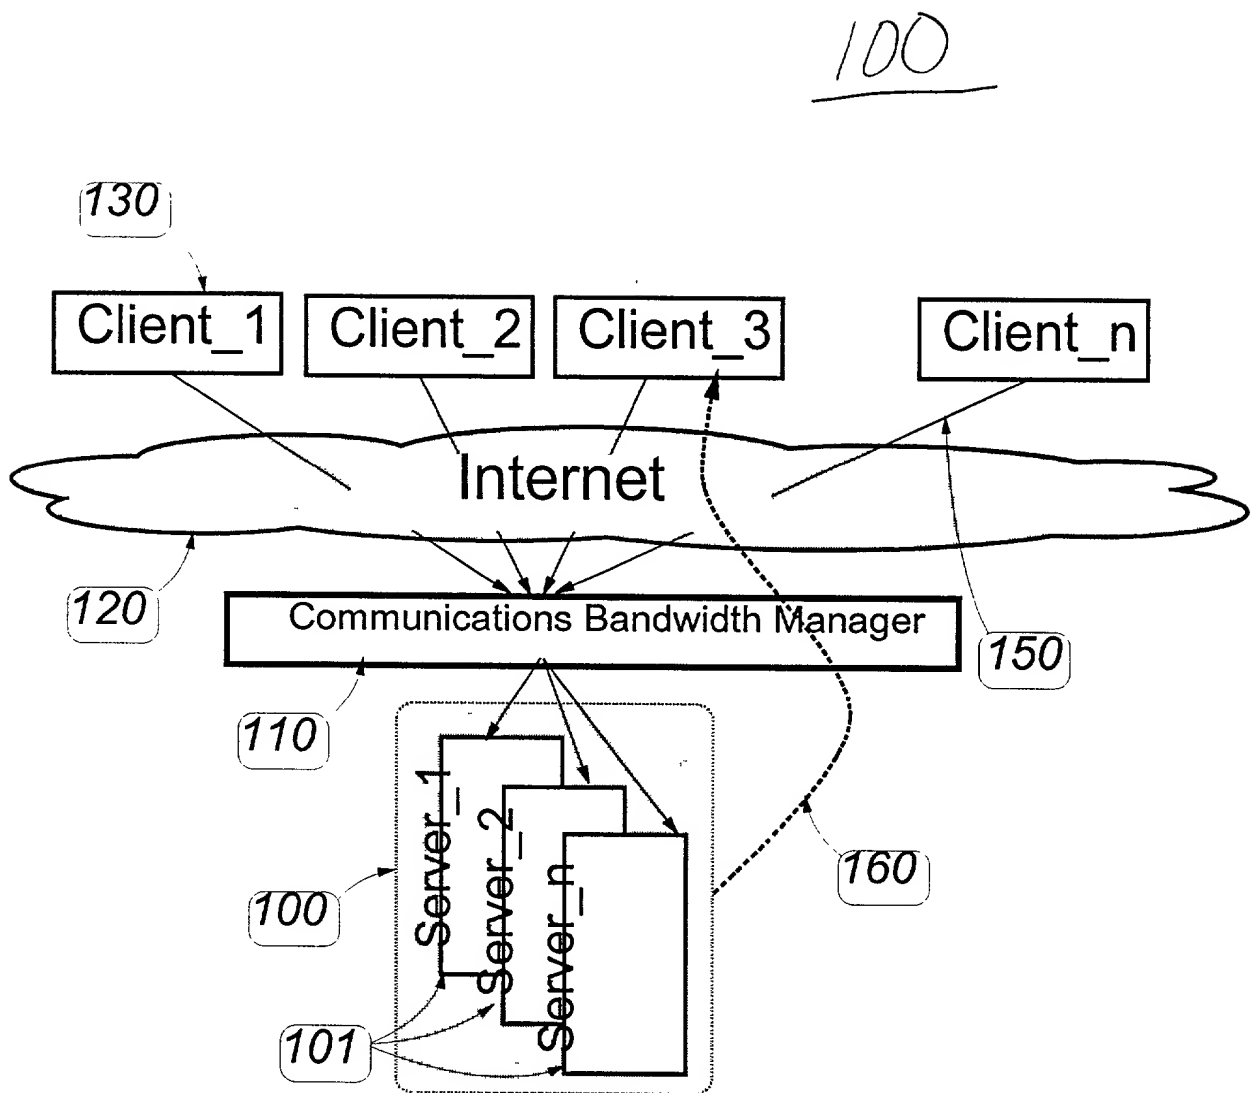 100
130
Client_1
Client_2
Client_3
Client_n
Internet
120
Communications Bandwidth Manager
150
110
Server_1
Server_2
Server_n
160
100
101